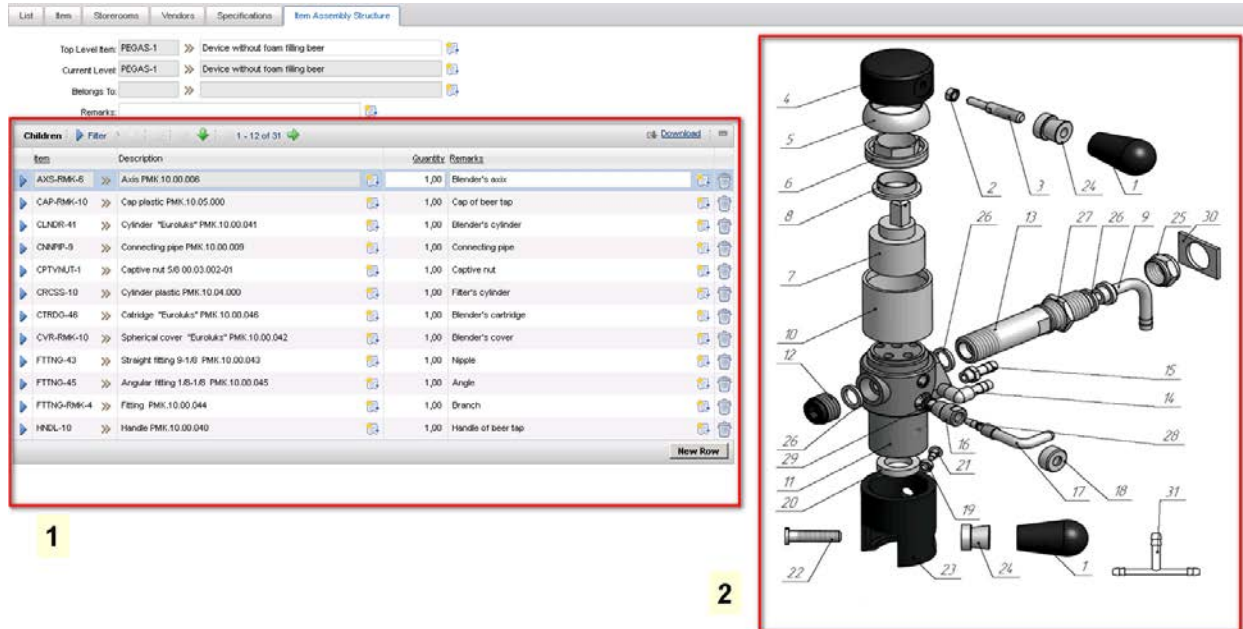 List Item Storerooms Vendors Specifications Item Assembly Structure
Top Level Item: PEGAS-1 Device without foam filling beer
Current Level: PEGAS-1 Device without foam filling beer
Belongs To:
Remarks:
Children Filter 1 - 12 of 31 Download
Item Description Quantity Remarks
AXS-RMK-6 Axis PMK 10.00.006 1,00 Blender's axis
CAP-RMK-10 Cap plastic PMK.10.05.000 1,00 Cap of beer tap
CLNDR-41 Cylinder "Euroluks" PMK.10.00.041 1,00 Blender's cylinder
CNNPIP-9 Connecting pipe PMK.10.00.009 1,00 Connecting pipe
CPTVNUT-1 Captive nut 5/8 00.03.002-01 1,00 Captive nut
CRCSS-10 Cylinder plastic PMK.10.04.000 1,00 Filter's cylinder
CTRDG-46 Catridge "Euroluks" PMK.10.00.046 1,00 Blender's cartridge
CVR-RMK-10 Spherical cover "Euroluks" PMK.10.00.042 1,00 Blender's cover
FTTNG-43 Straight fitting 9-1/8 PMK.10.00.043 1,00 Nipple
FTTNG-45 Angular fitting 1/8-1/8 PMK.10.00.045 1,00 Angle
FTTNG-RMK-4 Fitting PMK.10.00.044 1,00 Branch
HNDL-10 Handle PMK.10.00.040 1,00 Handle of beer tap
New Row
1
2
4
5
6 2 3 24 1
8 26 13 27 26 9 25 30
7
10
12 15
14
26 16 28
29 21
11 17 18 31
20 19
22 23 24 1